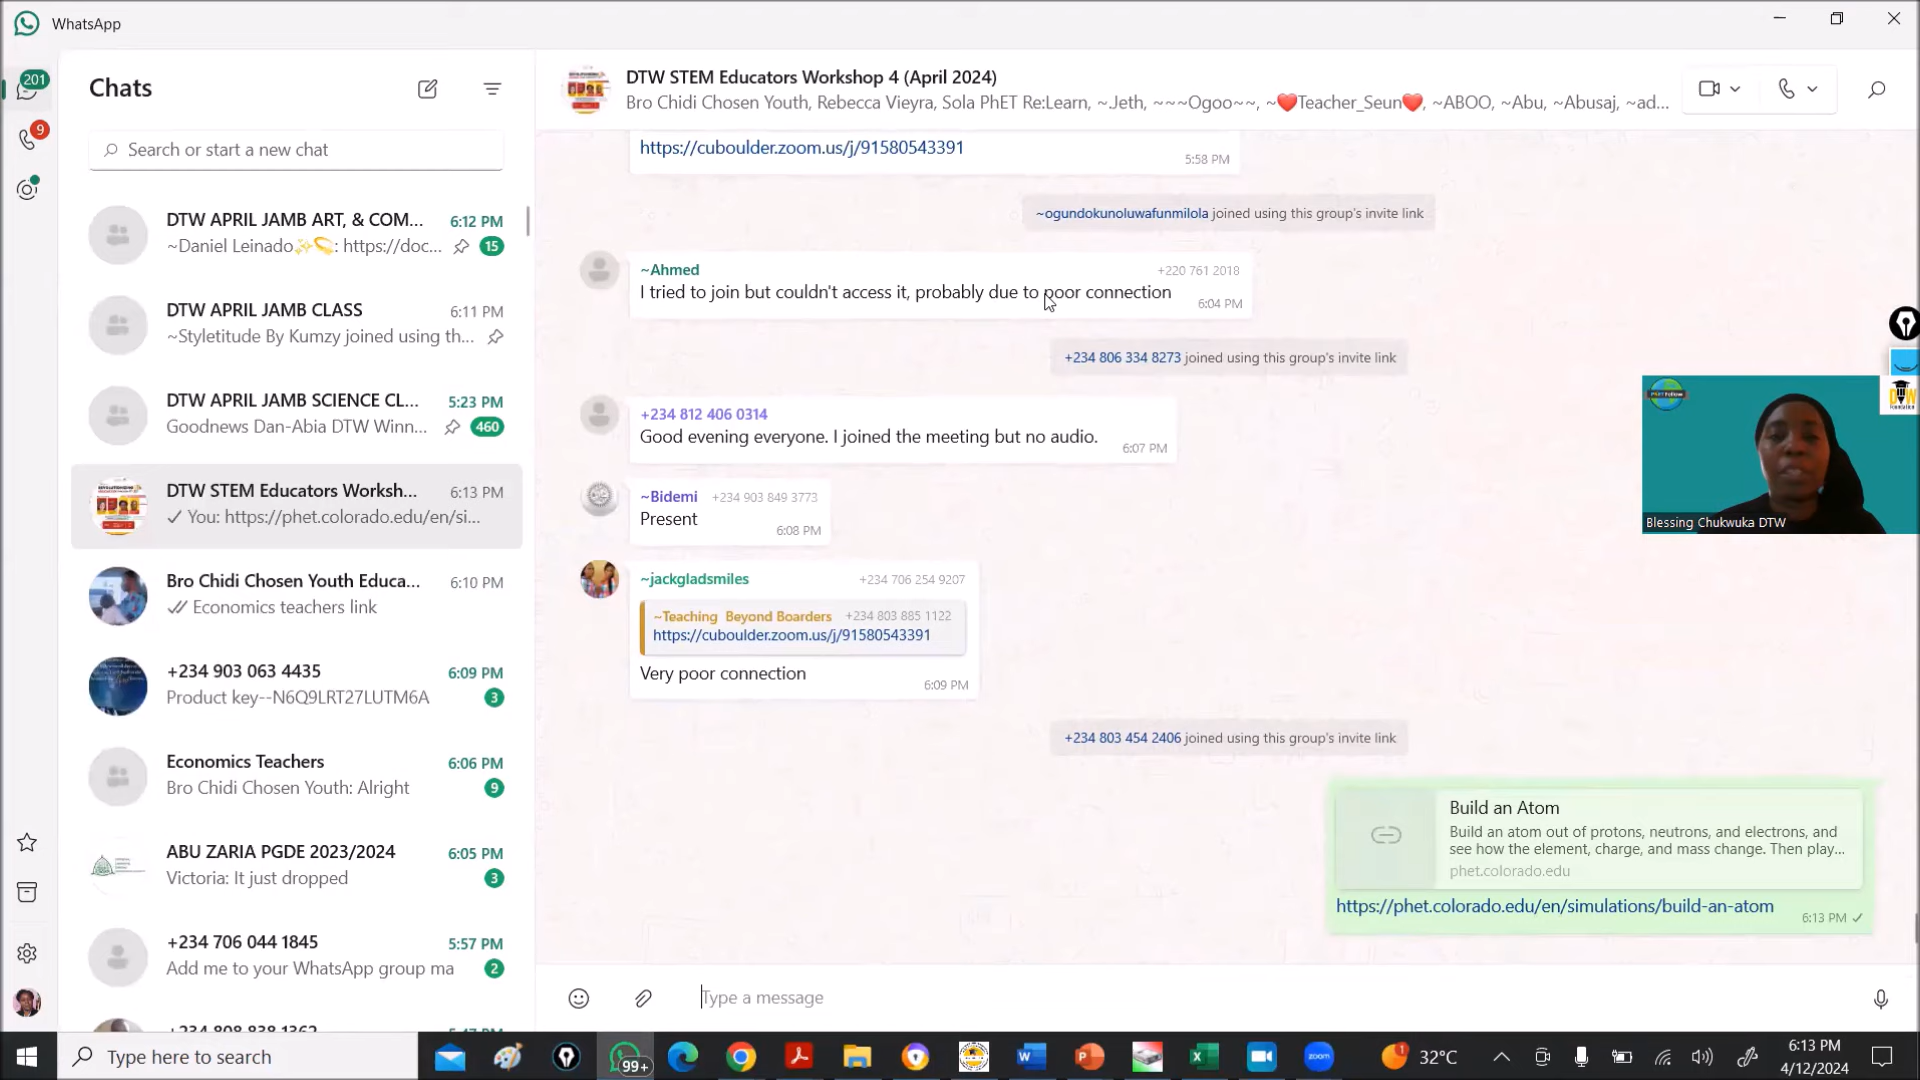 WhatsApp
201
9
Chats
Search or start a new chat
DTW APRIL JAMB ART, & COM... 6:12 PM
~Daniel Leinado✨💫: https://doc... 15
DTW APRIL JAMB CLASS 6:11 PM
~Styletitude By Kumzy joined using th...
DTW APRIL JAMB SCIENCE CL... 5:23 PM
Goodnews Dan-Abia DTW Winn... 460
DTW STEM Educators Worksh... 6:13 PM
You: https://phet.colorado.edu/en/si...
Bro Chidi Chosen Youth Educa... 6:10 PM
Economics teachers link
+234 903 063 4435 6:09 PM
Product key--N6Q9LRT27LUTM6A 3
Economics Teachers 6:06 PM
Bro Chidi Chosen Youth: Alright 9
ABU ZARIA PGDE 2023/2024 6:05 PM
Victoria: It just dropped 3
+234 706 044 1845 5:57 PM
Add me to your WhatsApp group ma 2
DTW STEM Educators Workshop 4 (April 2024)
Bro Chidi Chosen Youth, Rebecca Vieyra, Sola PhET Re:Learn, ~.Jeth, ~~~Ogoo~~, ~❤️Teacher_Seun❤️, ~ABOO, ~Abu, ~Abusaj, ~ad...
https://cuboulder.zoom.us/j/91580543391
5:58 PM
~ogundokunoluwafunmilola joined using this group's invite link
~Ahmed +220 761 2018
I tried to join but couldn't access it, probably due to poor connection
6:04 PM
+234 806 334 8273 joined using this group's invite link
+234 812 406 0314
Good evening everyone. I joined the meeting but no audio.
6:07 PM
~Bidemi +234 903 849 3773
Present
6:08 PM
~jackgladsmiles +234 706 254 9207
~Teaching Beyond Boarders +234 803 885 1122
https://cuboulder.zoom.us/j/91580543391
Very poor connection
6:09 PM
+234 803 454 2406 joined using this group's invite link
Build an Atom
Build an atom out of protons, neutrons, and electrons, and
see how the element, charge, and mass change. Then play...
phet.colorado.edu
https://phet.colorado.edu/en/simulations/build-an-atom
6:13 PM
Type a message
Blessing Chukwuka DTW
Type here to search
99+
zoom
1
32°C
6:13 PM
4/12/2024